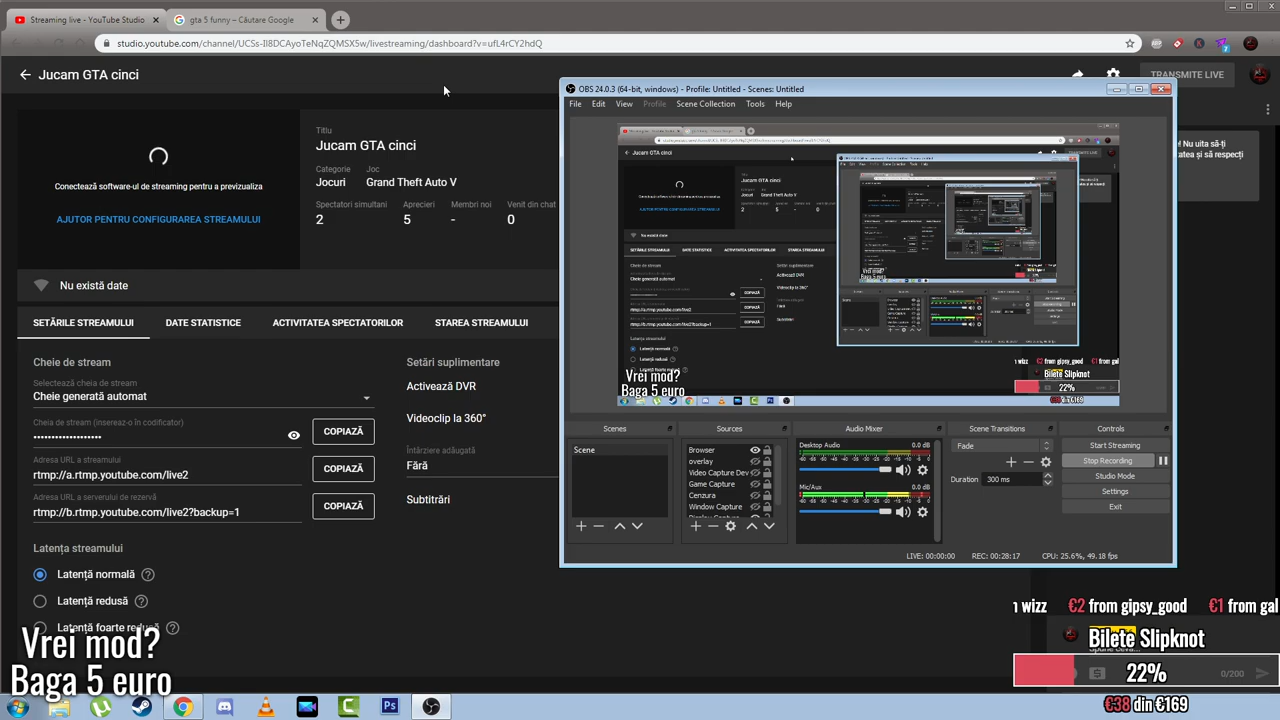 Streaming live - YouTube Studio
gta 5 funny – Căutare Google
studio.youtube.com/channel/UCSs-Il8DCAyoTeNqZQMSX5w/livestreaming/dashboard?v=ufL4rCY2hdQ
Jucam GTA cinci
TRANSMITE LIVE
Conectează software-ul de streaming pentru a previzualiza
AJUTOR PENTRU CONFIGURAREA STREAMULUI
Titlu
Jucam GTA cinci
Categorie
Jocuri
Joc
Grand Theft Auto V
Spectatori simultani
2
Aprecieri
5
Membri noi
-
Venit din chat
0
Nu există date
SETĂRILE STREAMULUI
ACTIVITATEA SPECTATORILOR
STAREA STREAMULUI
Cheie de stream
Selectează cheia de stream
Cheie generată automat
Cheia de stream (inserează-o în codificator)
••••••••••••••••••
COPIAZĂ
Adresa URL a streamului
rtmp://a.rtmp.youtube.com/live2
COPIAZĂ
Adresa URL a serverului de rezervă
rtmp://b.rtmp.youtube.com/live2?backup=1
COPIAZĂ
Latența streamului
Latență normală
Latență redusă
Latență foarte redusă
Setări suplimentare
Activează DVR
Videoclip la 360°
Întârziere adăugată
Fără
Subtitrări
OBS 24.0.3 (64-bit, windows) - Profile: Untitled - Scenes: Untitled
File Edit View Profile Scene Collection Tools Help
Scenes
Scene
Sources
Browser
overlay
Video Capture Dev
Game Capture
Cenzura
Window Capture
Audio Mixer
Desktop Audio 0.0 dB
Mic/Aux 0.0 dB
Scene Transitions
Fade
Duration 300 ms
Controls
Start Streaming
Stop Recording
Studio Mode
Settings
Exit
LIVE: 00:00:00 REC: 00:28:17 CPU: 25.6%, 49.18 fps
! Nu uita să-ți
tatea și să respecți
n wizz €2 from gipsy_good €1 from gal
Bilete Slipknot
22%
0/200
€38 din €169
Vrei mod?
Baga 5 euro